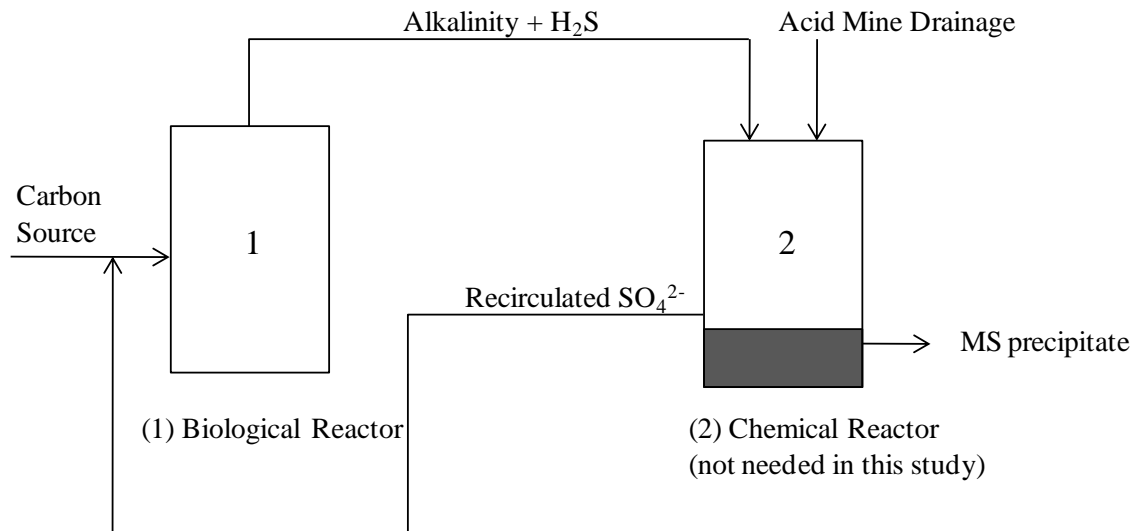 Alkalinity + H₂S
Acid Mine Drainage
Carbon
Source
1
2
Recirculated SO₄²⁻
MS precipitate
(1) Biological Reactor
(2) Chemical Reactor
(not needed in this study)